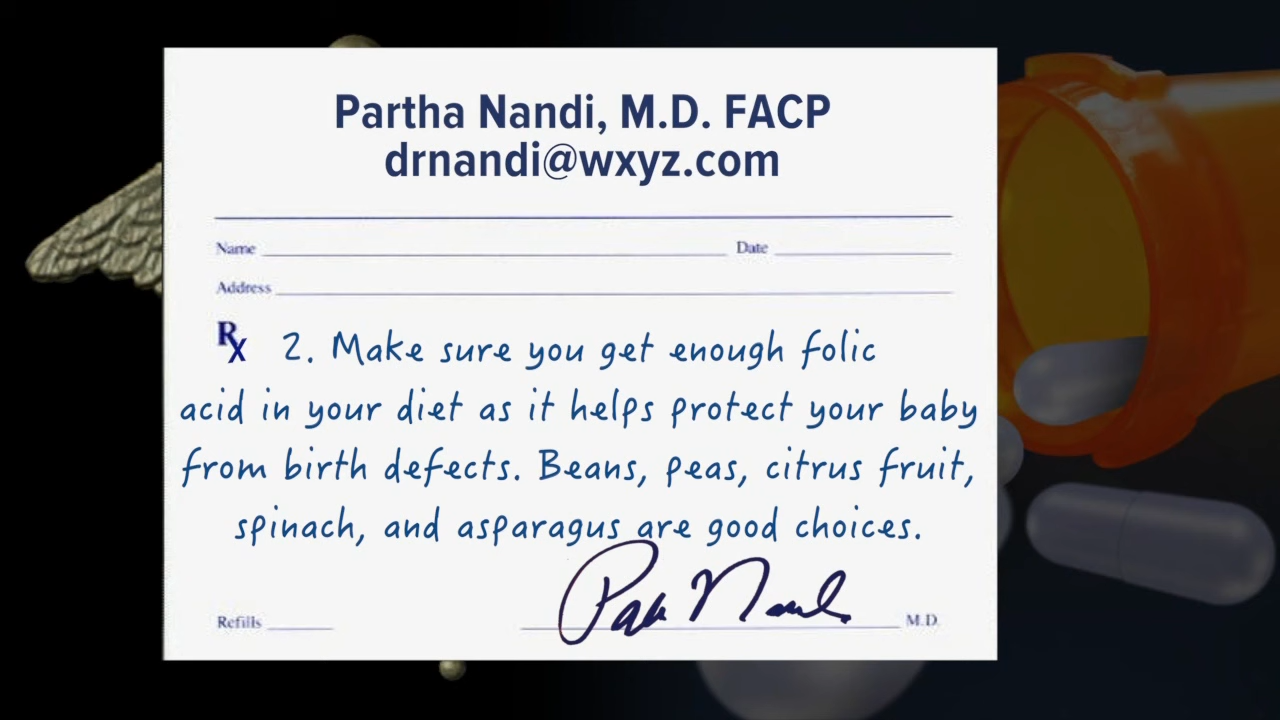 Partha Nandi, M.D. FACP
drnandi@wxyz.com
Name Date
Address
Rx 2. Make sure you get enough folic
acid in your diet as it helps protect your baby
from birth defects. Beans, peas, citrus fruit,
spinach, and asparagus are good choices.
Refills M.D.